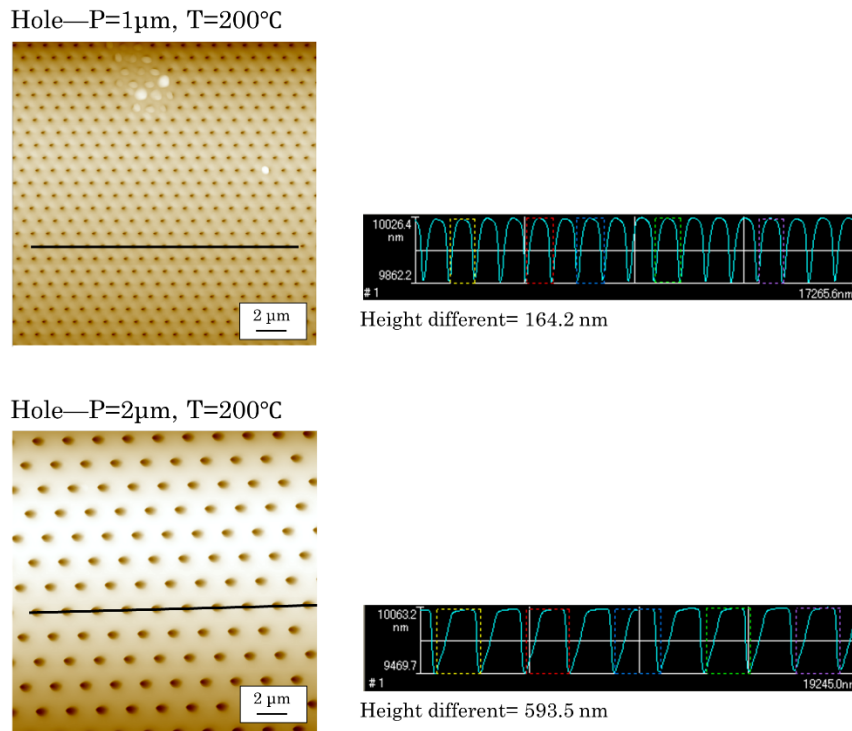 Hole—P=1μm, T=200℃
2 μm
10026.4
nm
9862.2
# 1
17265.6nm
Height different= 164.2 nm
Hole—P=2μm, T=200℃
2 μm
10063.2
nm
9469.7
# 1
19245.0nm
Height different= 593.5 nm